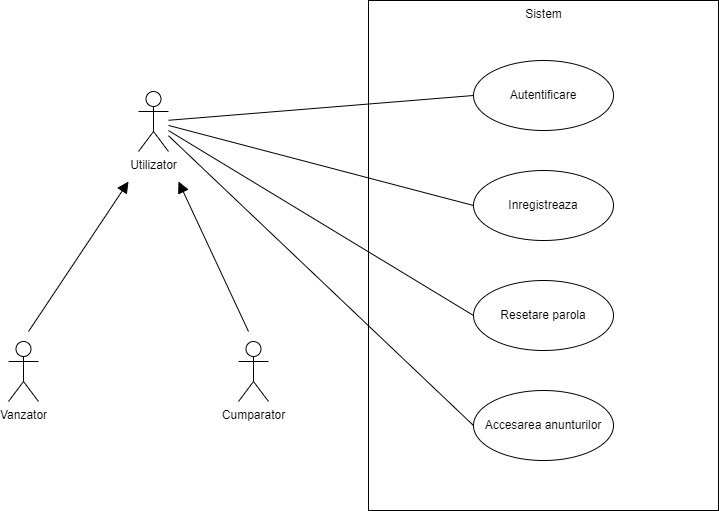 Sistem
Autentificare
Utilizator
Inregistreaza
Resetare parola
Vanzator
Cumparator
Accesarea anunturilor